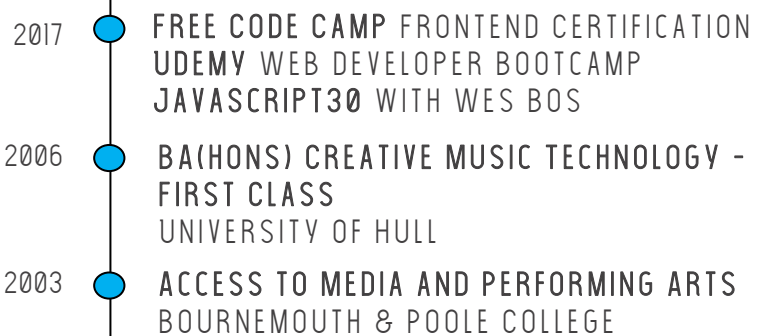 2017
FREE CODE CAMP FRONTEND CERTIFICATION
UDEMY WEB DEVELOPER BOOTCAMP
JAVASCRIPT30 WITH WES BOS
2006
BA(HONS) CREATIVE MUSIC TECHNOLOGY -
FIRST CLASS
UNIVERSITY OF HULL
2003
ACCESS TO MEDIA AND PERFORMING ARTS
BOURNEMOUTH & POOLE COLLEGE